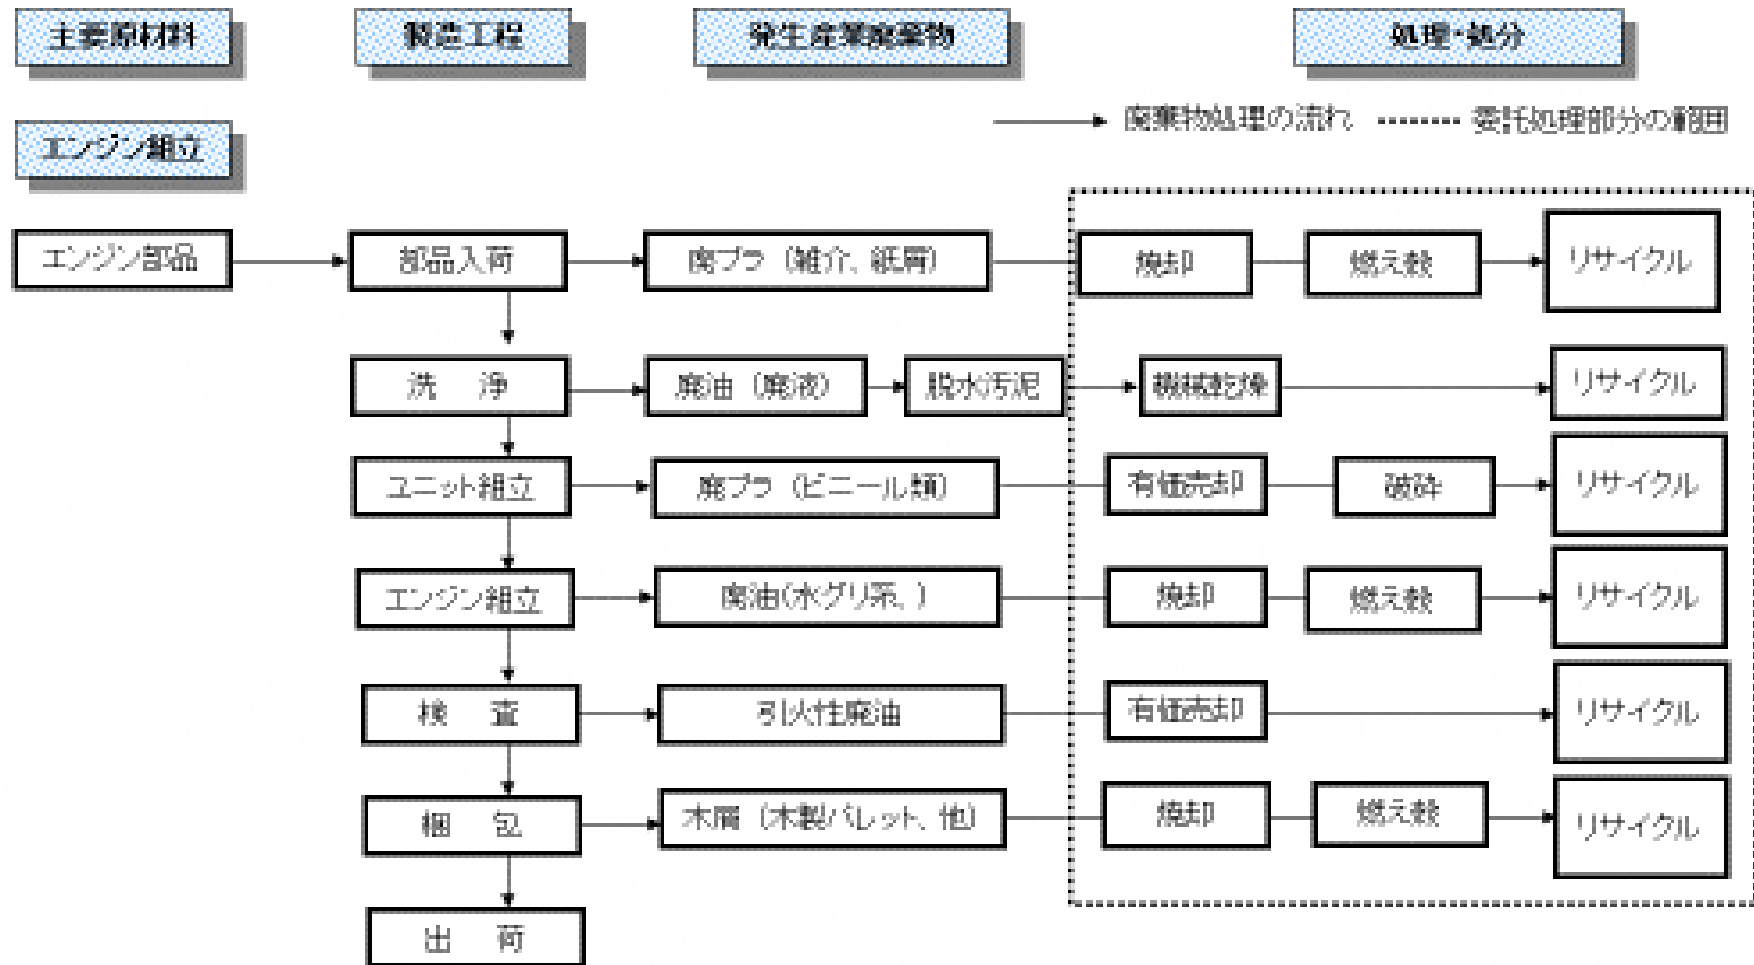 主要原材料
製造工程
発生産業廃棄物
処理・処分
廃棄物処理の流れ
委託処理部分の範囲
エンジン組立
エンジン部品
部品入荷
廃プラ（雑介、紙屑）
焼却
燃え殻
リサイクル
洗　浄
廃油（廃液）
脱水汚泥
機械乾燥
リサイクル
ユニット組立
廃プラ（ビニール類）
有価売却
破砕
リサイクル
エンジン組立
廃油(水グリ系、)
焼却
燃え殻
リサイクル
検　査
引火性廃油
有価売却
リサイクル
梱　包
木屑（木製パレット、他）
焼却
燃え殻
リサイクル
出　荷